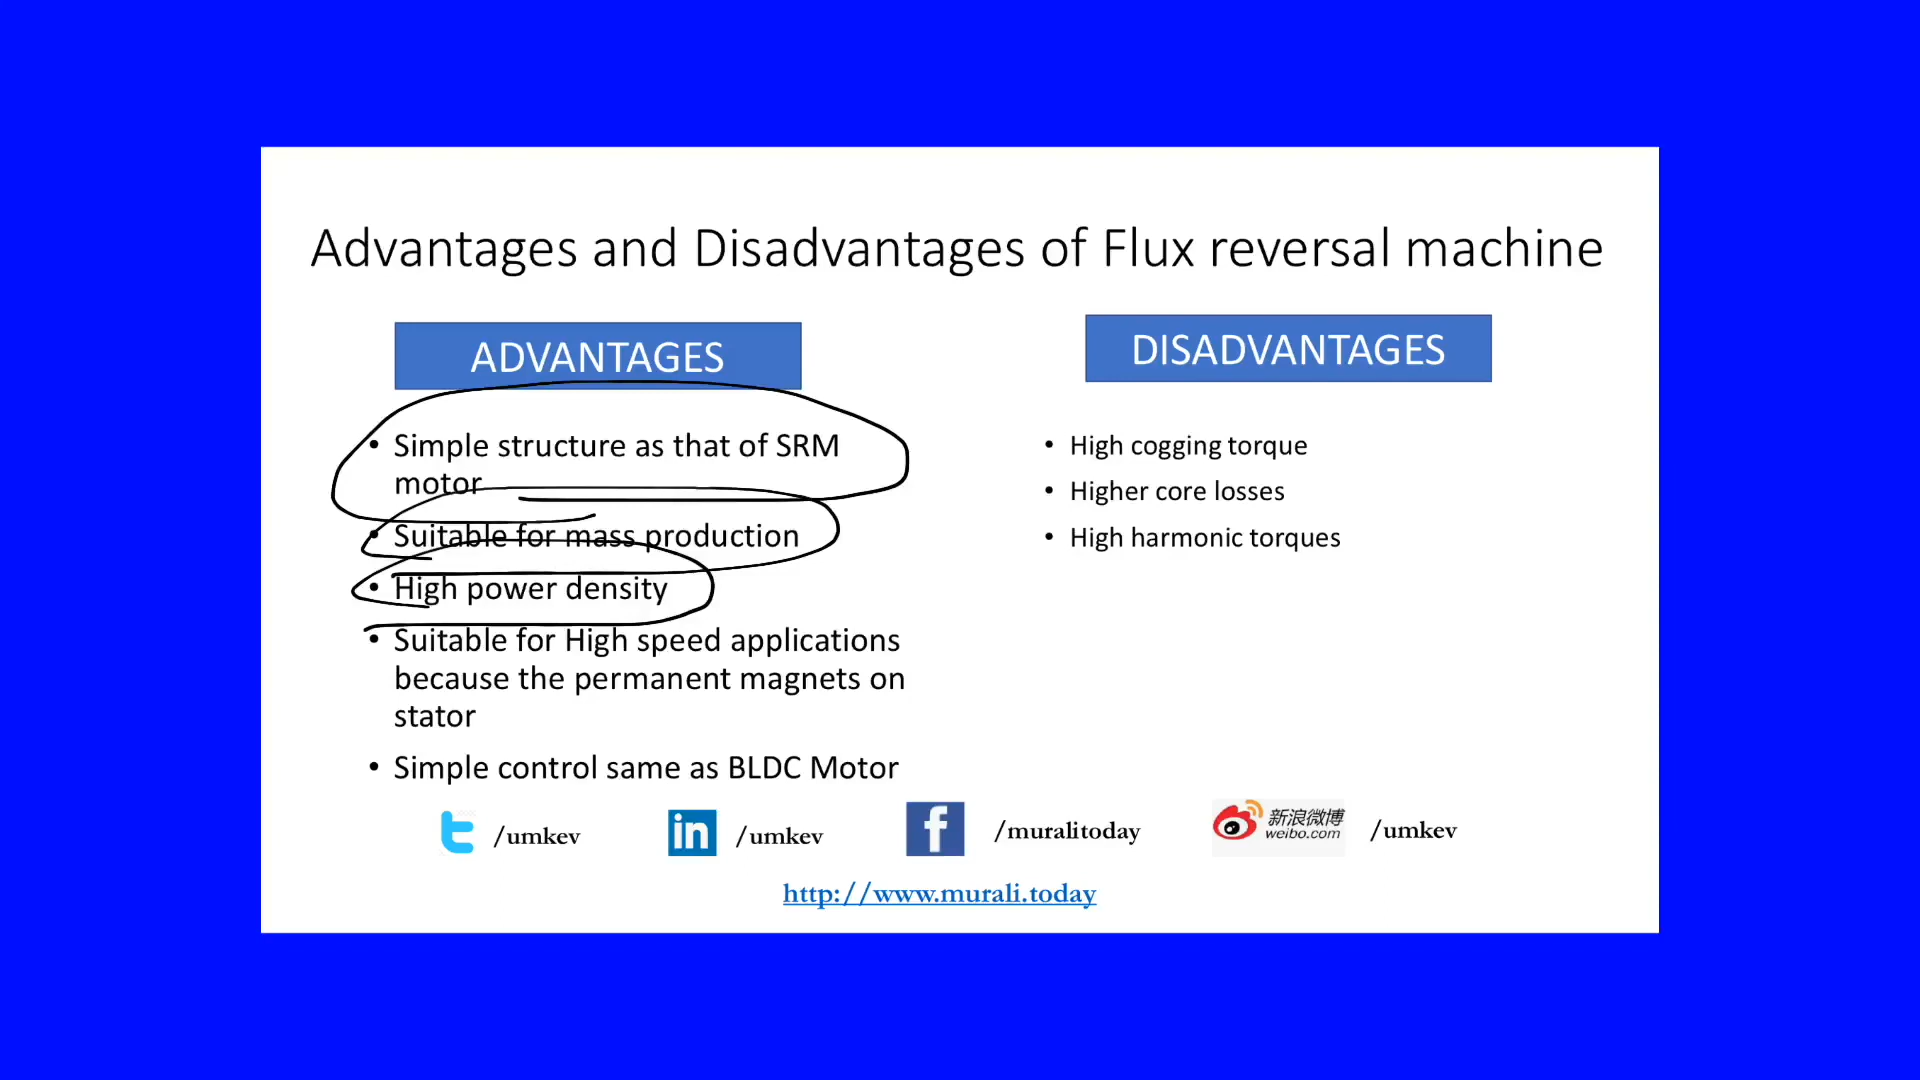 Advantages and Disadvantages of Flux reversal machine
ADVANTAGES
• Simple structure as that of SRM
motor
• Suitable for mass production
• High power density
• Suitable for High speed applications
because the permanent magnets on
stator
• Simple control same as BLDC Motor
DISADVANTAGES
• High cogging torque
• Higher core losses
• High harmonic torques
/umkev
in /umkev
f /muralitoday
新浪微博
weibo.com
/umkev
http://www.murali.today